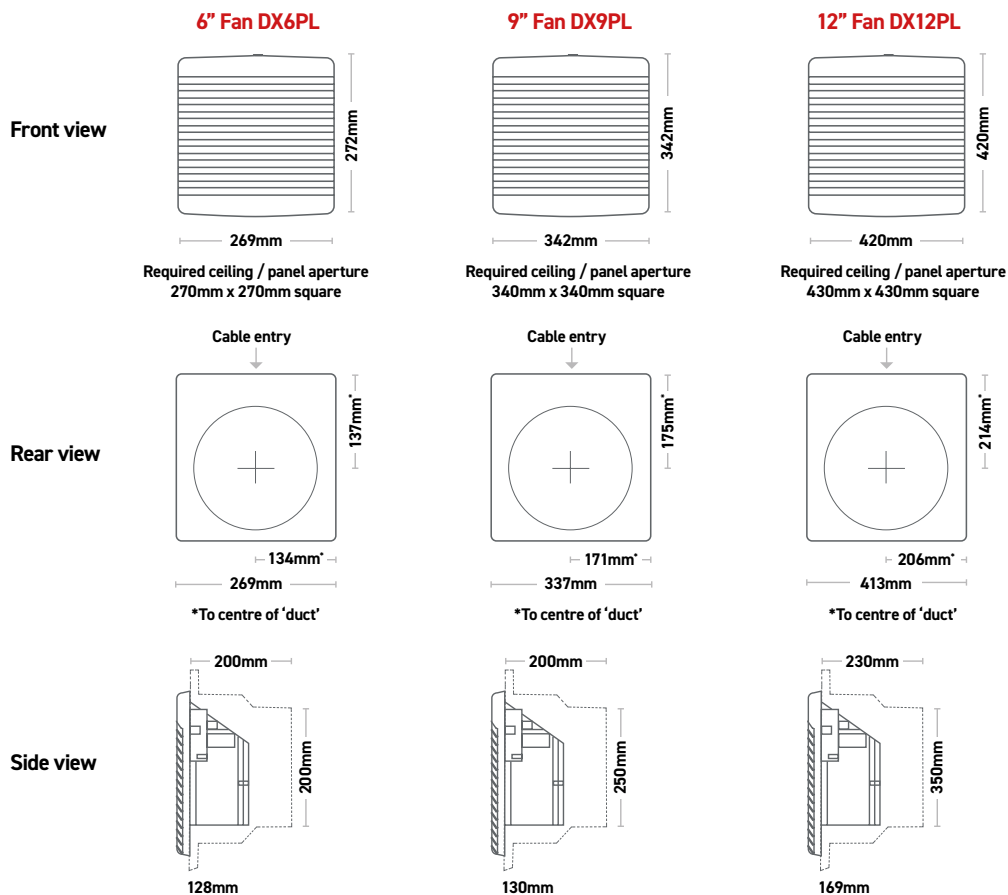 6” Fan DX6PL
9” Fan DX9PL
12” Fan DX12PL
Front view
272mm
342mm
420mm
269mm
342mm
420mm
Required ceiling / panel aperture
270mm x 270mm square
Required ceiling / panel aperture
340mm x 340mm square
Required ceiling / panel aperture
430mm x 430mm square
Cable entry
Cable entry
Cable entry
Rear view
137mm*
175mm*
214mm*
134mm*
171mm*
206mm*
269mm
337mm
413mm
*To centre of ‘duct’
*To centre of ‘duct’
*To centre of ‘duct’
200mm
200mm
230mm
Side view
200mm
250mm
350mm
128mm
130mm
169mm